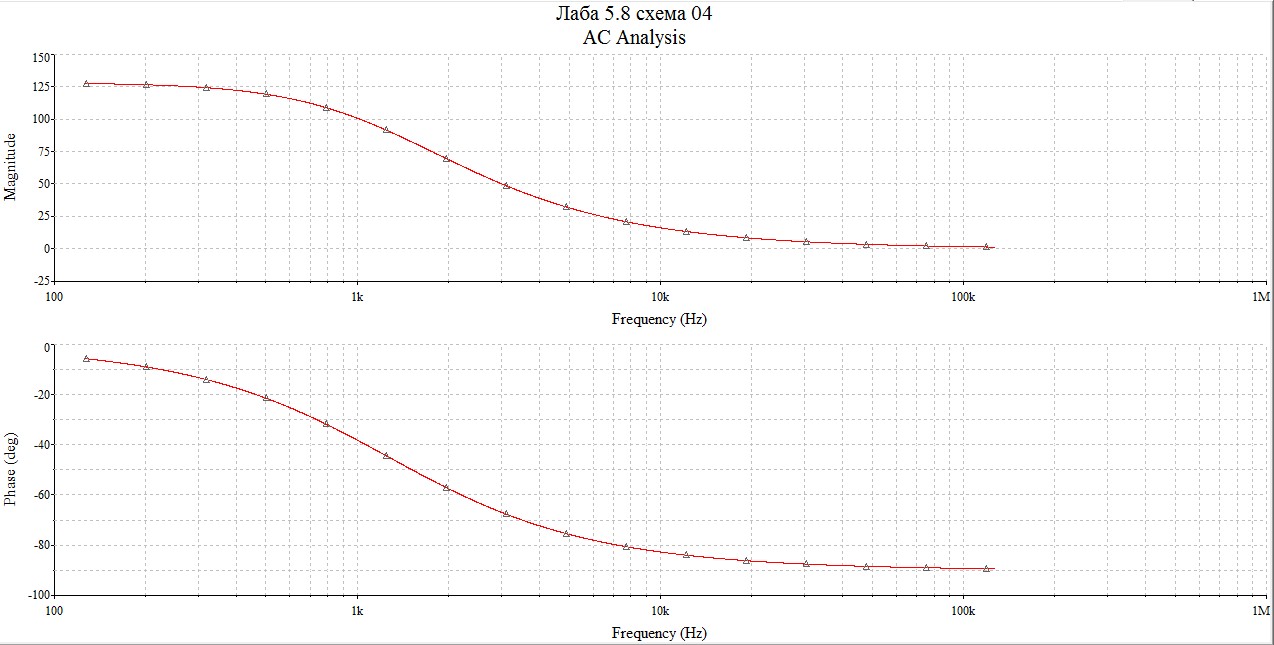 Лаба 5.8 схема 04
AC Analysis
150
125
100
75
50
25
0
-25
Magnitude
100 1k 10k 100k 1M
Frequency (Hz)
0
-20
-40
-60
-80
-100
Phase (deg)
100 1k 10k 100k 1M
Frequency (Hz)